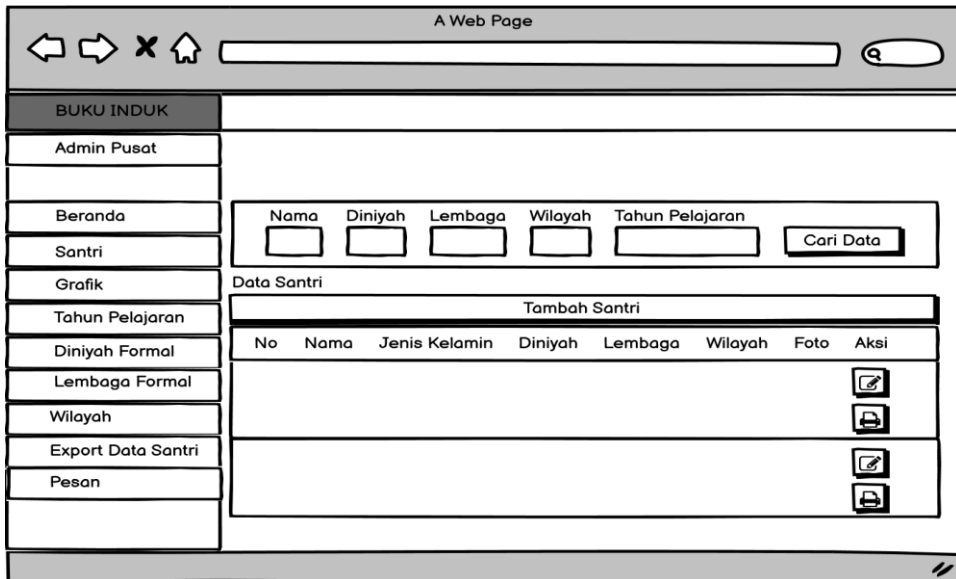 A Web Page
BUKU INDUK
Admin Pusat
Beranda
Santri
Grafik
Tahun Pelajaran
Diniyah Formal
Lembaga Formal
Wilayah
Export Data Santri
Pesan
Nama Diniyah Lembaga Wilayah Tahun Pelajaran
Cari Data
Data Santri
Tambah Santri
No Nama Jenis Kelamin Diniyah Lembaga Wilayah Foto Aksi